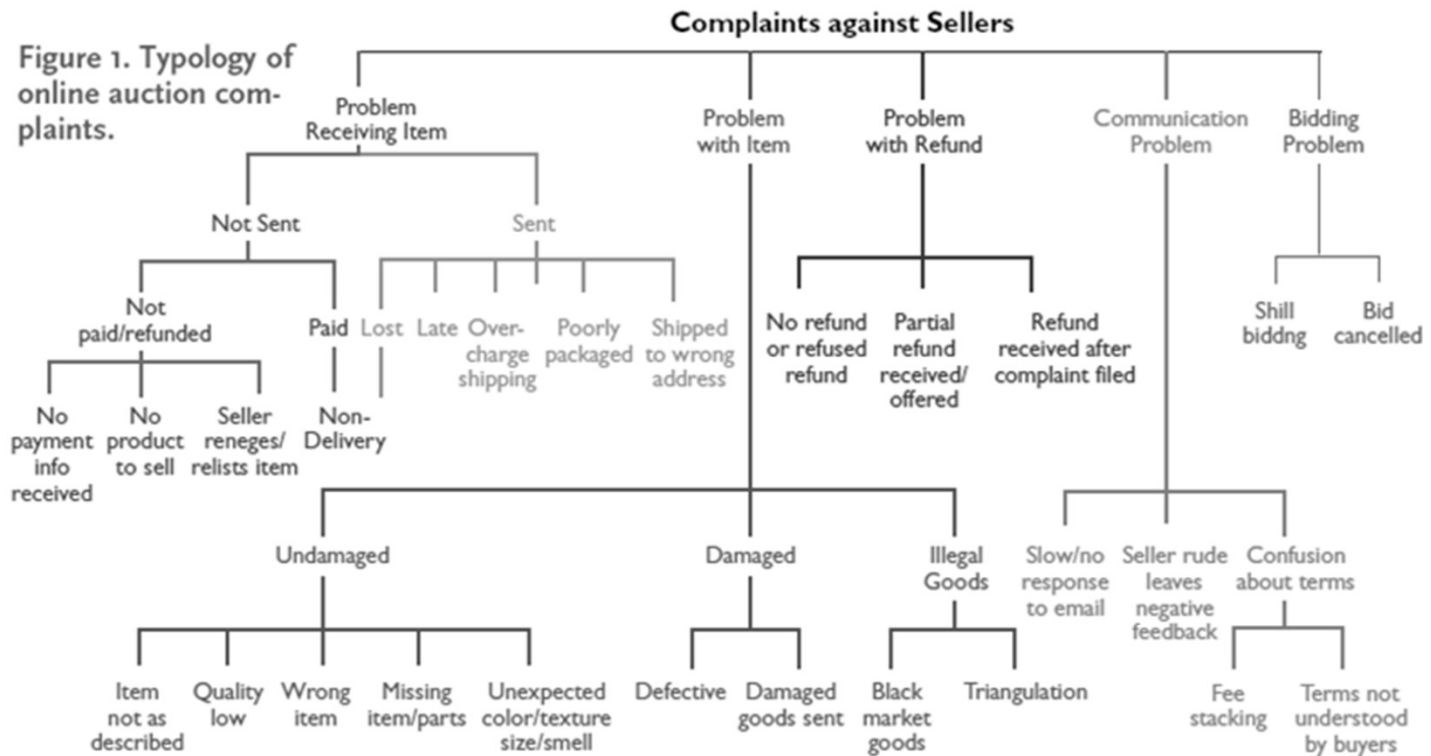 Complaints against Sellers
Figure 1. Typology of
online auction com-
plaints.
Problem
Receiving Item
Problem
with Item
Problem
with Refund
Communication
Problem
Bidding
Problem
Not Sent
Sent
Not
paid/refunded
Paid
Lost
Late
Over-
charge
shipping
Poorly
packaged
Shipped
to wrong
address
No refund
or refused
refund
Partial
refund
received/
offered
Refund
received after
complaint filed
Shill
biddng
Bid
cancelled
No
payment
info
received
No
product
to sell
Seller
reneges/
relists item
Non-
Delivery
Undamaged
Damaged
Illegal
Goods
Slow/no
response
to email
Seller rude
leaves
negative
feedback
Confusion
about terms
Item
not as
described
Quality
low
Wrong
item
Missing
item/parts
Unexpected
color/texture
size/smell
Defective
Damaged
goods sent
Black
market
goods
Triangulation
Fee
stacking
Terms not
understood
by buyers